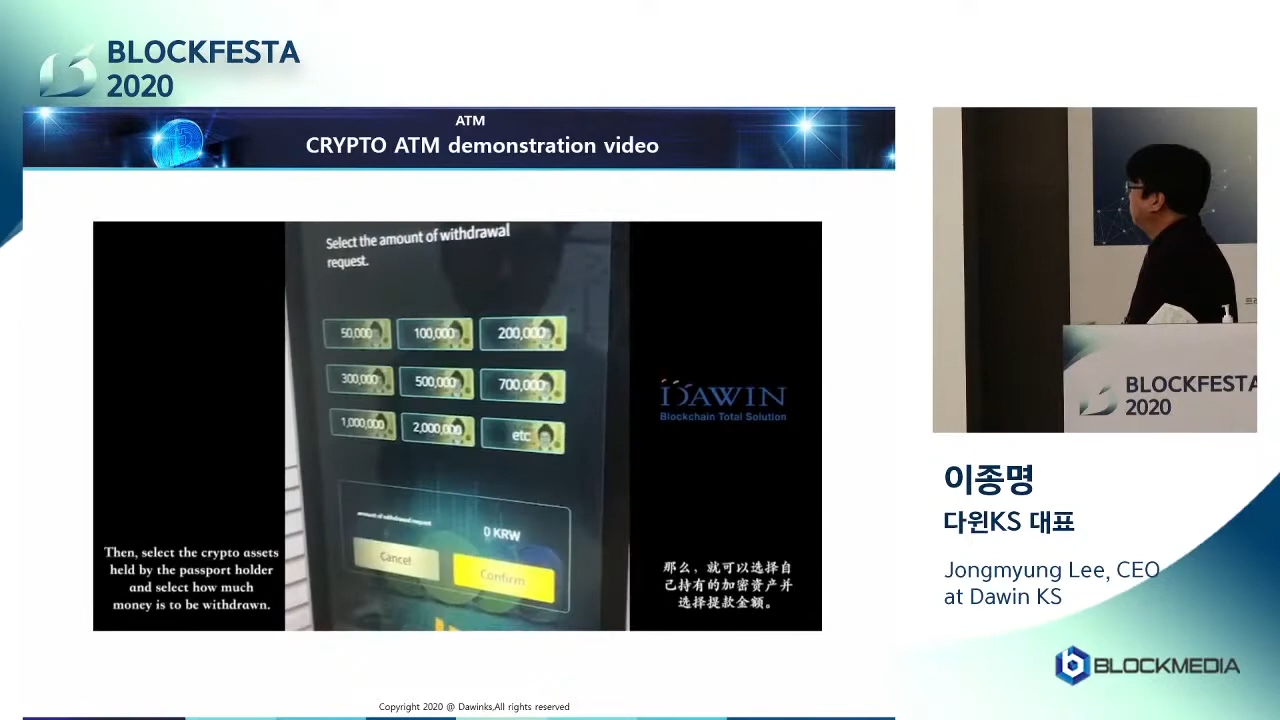 BLOCKFESTA
2020
ATM
CRYPTO ATM demonstration video
Select the amount of withdrawal
request.
50,000
100,000
200,000
300,000
500,000
700,000
1,000,000
2,000,000
etc
amount of withdrawal request
0 KRW
Cancel
Confirm
Then, select the crypto assets
held by the passport holder
and select how much
money is to be withdrawn.
DAWIN
Blockchain Total Solution
那么，就可以选择自
己持有的加密资产并
选择提款金额。
Copyright 2020 @ Dawinks,All rights reserved
BLOCKFESTA
2020
이종명
다윈KS 대표
Jongmyung Lee, CEO
at Dawin KS
BLOCKMEDIA